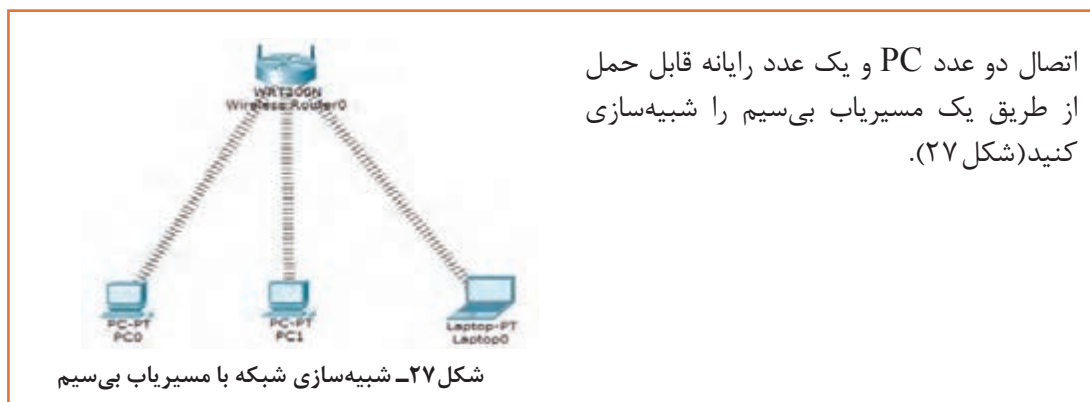 اتصال دو عدد PC و یک عدد رایانه قابل حمل
از طریق یک مسیریاب بی‌سیم را شبیه‌سازی
کنید(شکل ۲۷).
WRT300N
Wireless Router0
PC-PT
PC0
PC-PT
PC1
Laptop-PT
Laptop0
شکل ۲۷ــ شبیه‌سازی شبکه با مسیریاب بی‌سیم